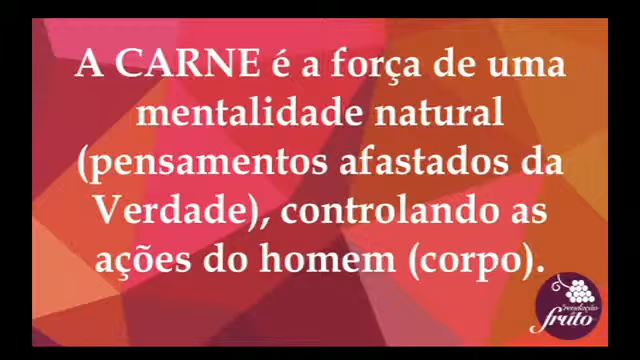 A CARNE é a força de uma
mentalidade natural
(pensamentos afastados da
Verdade), controlando as
ações do homem (corpo).
fruto